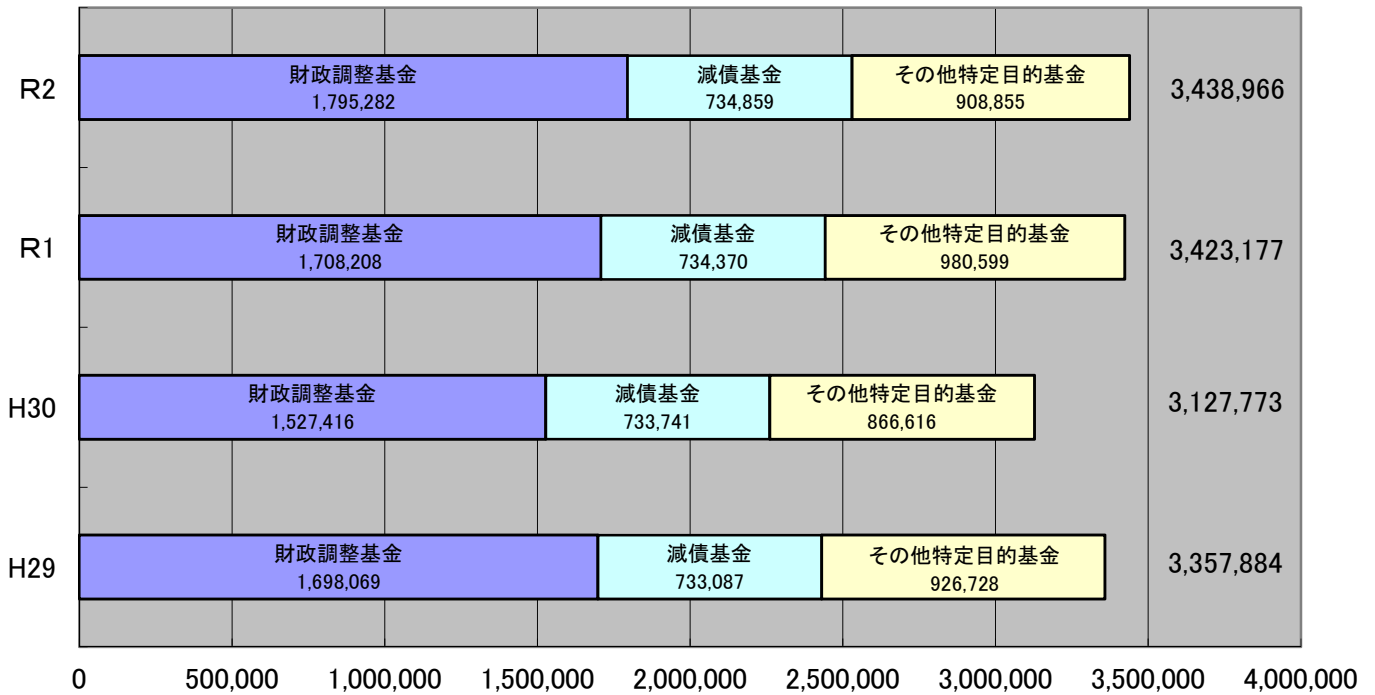 R2
財政調整基金
1,795,282
減債基金
734,859
その他特定目的基金
908,855
3,438,966
R1
財政調整基金
1,708,208
減債基金
734,370
その他特定目的基金
980,599
3,423,177
H30
財政調整基金
1,527,416
減債基金
733,741
その他特定目的基金
866,616
3,127,773
H29
財政調整基金
1,698,069
減債基金
733,087
その他特定目的基金
926,728
3,357,884
0 500,000 1,000,000 1,500,000 2,000,000 2,500,000 3,000,000 3,500,000 4,000,000